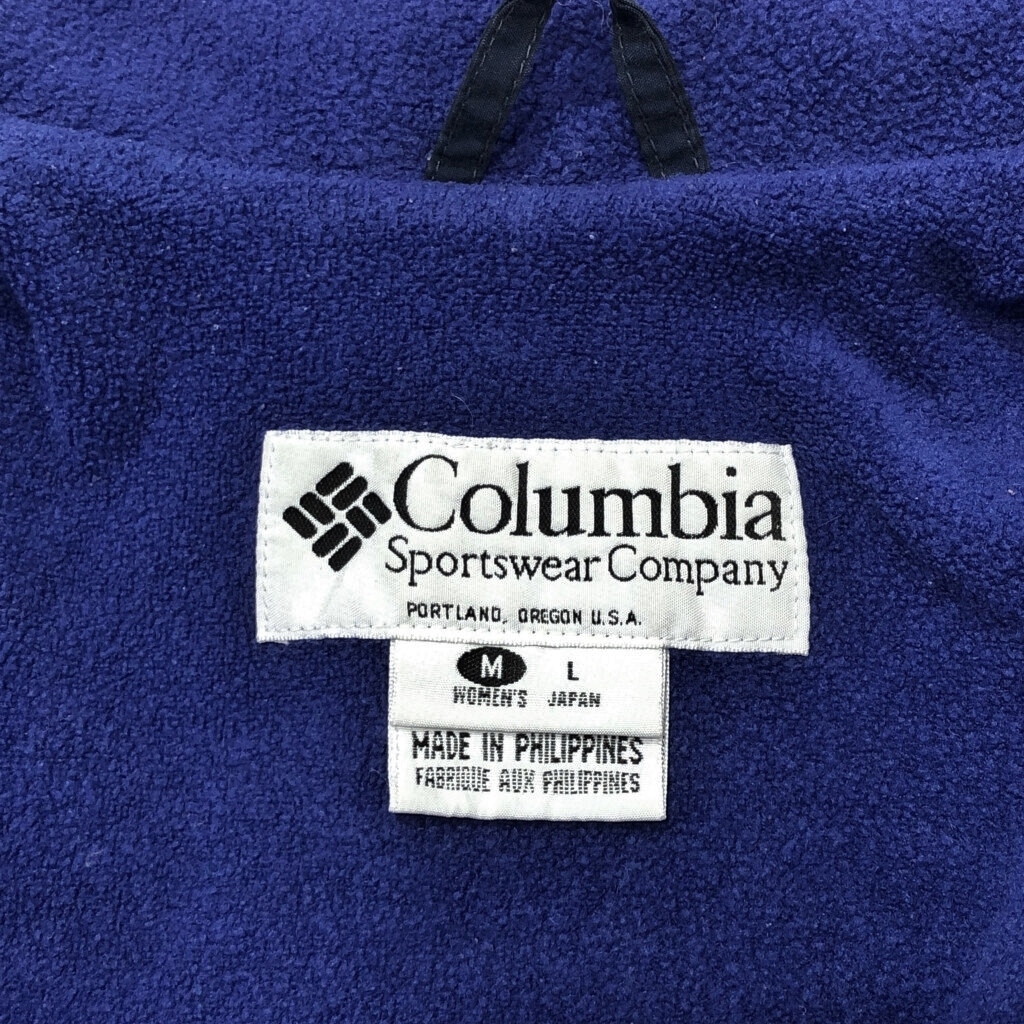 Columbia
Sportswear Company
PORTLAND, OREGON U.S.A.
M L
WOMEN'S JAPAN
MADE IN PHILIPPINES
FABRIQUE AUX PHILIPPINES